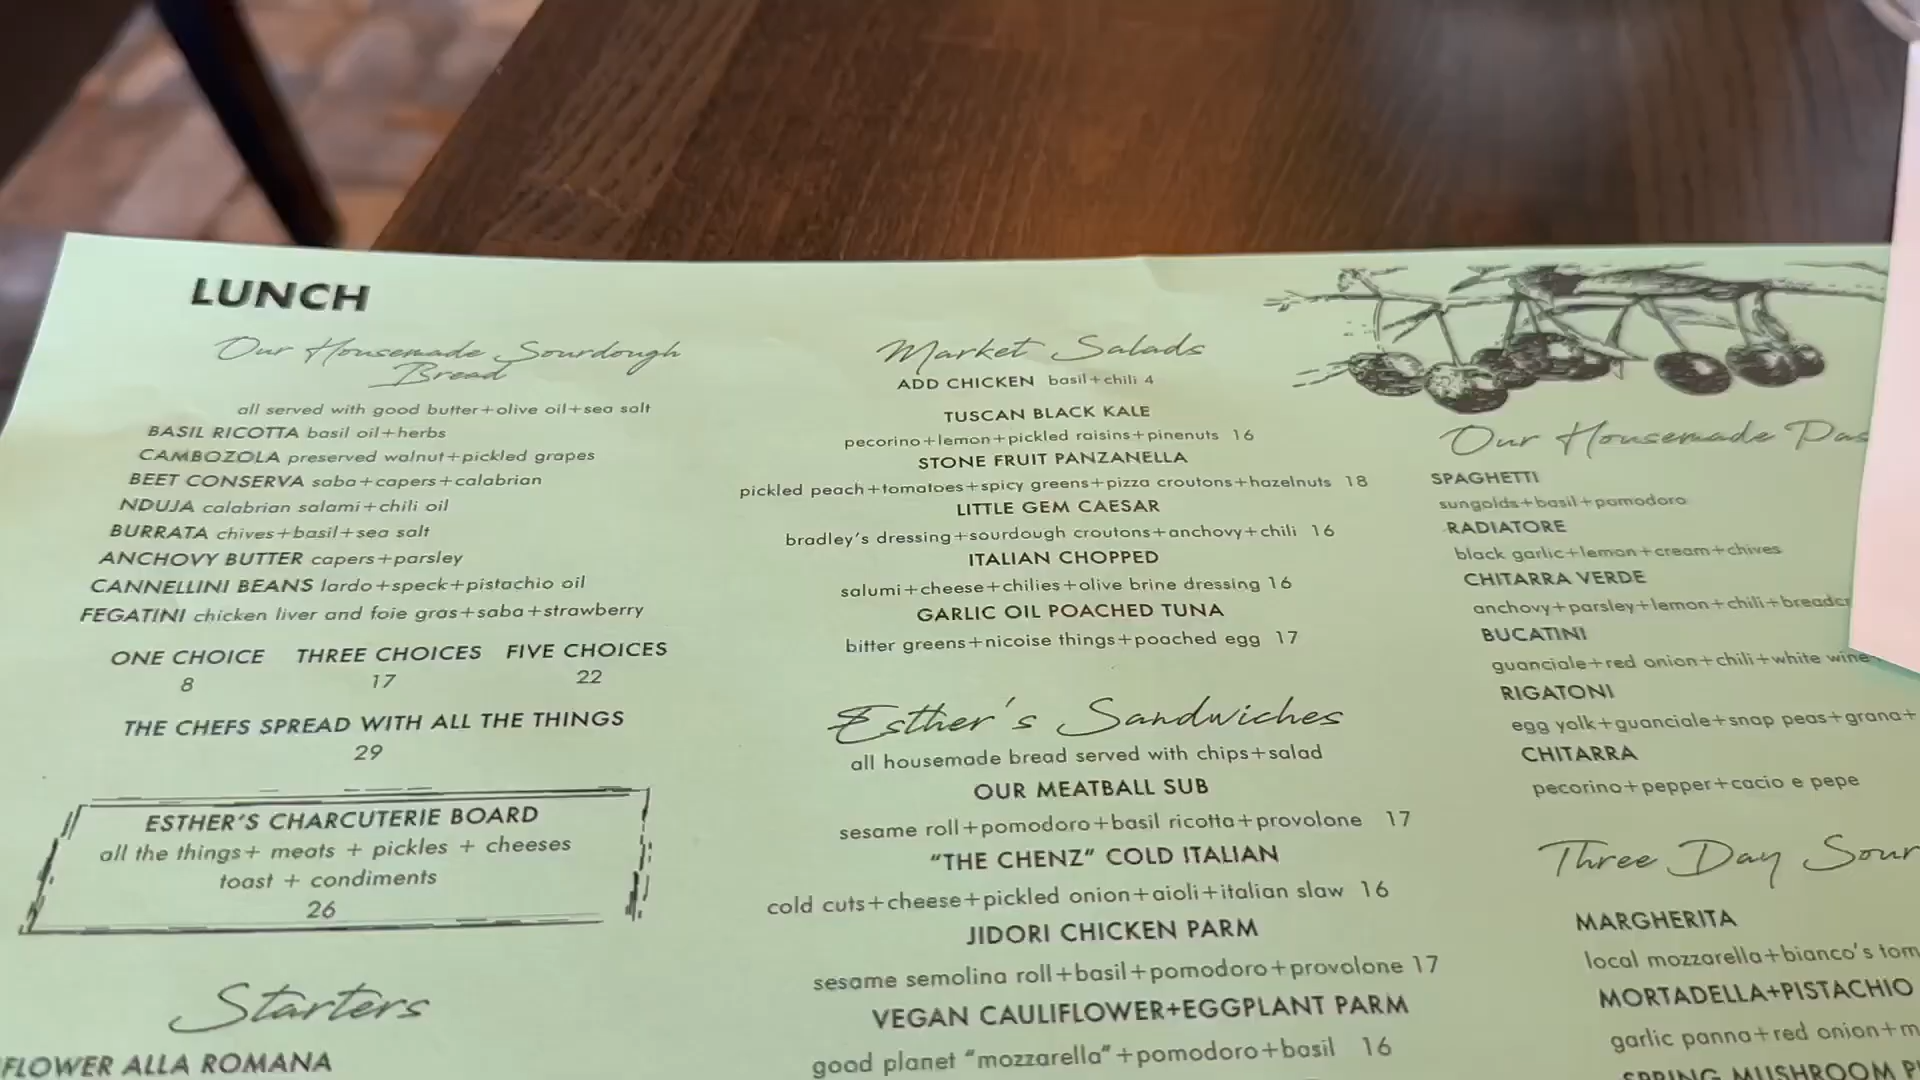 LUNCH
Our Housemade Sourdough
Bread
all served with good butter+olive oil+sea salt
BASIL RICOTTA basil oil+herbs
CAMBOZOLA preserved walnut+pickled grapes
BEET CONSERVA saba+capers+calabrian
NDUJA calabrian salami+chili oil
BURRATA chives+basil+sea salt
ANCHOVY BUTTER capers+parsley
CANNELLINI BEANS lardo+speck+pistachio oil
FEGATINI chicken liver and foie gras+saba+strawberry
ONE CHOICE THREE CHOICES FIVE CHOICES
8 17 22
THE CHEFS SPREAD WITH ALL THE THINGS
29
ESTHER'S CHARCUTERIE BOARD
all the things+ meats + pickles + cheeses
toast + condiments
26
Starters
FLOWER ALLA ROMANA
Market Salads
ADD CHICKEN basil+chili 4
TUSCAN BLACK KALE
pecorino+lemon+pickled raisins+pinenuts 16
STONE FRUIT PANZANELLA
pickled peach+tomatoes+spicy greens+pizza croutons+hazelnuts 18
LITTLE GEM CAESAR
bradley's dressing+sourdough croutons+anchovy+chili 16
ITALIAN CHOPPED
salumi+cheese+chilies+olive brine dressing 16
GARLIC OIL POACHED TUNA
bitter greens+nicoise things+poached egg 17
Esther's Sandwiches
all housemade bread served with chips+salad
OUR MEATBALL SUB
sesame roll+pomodoro+basil ricotta+provolone 17
"THE CHENZ" COLD ITALIAN
cold cuts+cheese+pickled onion+aioli+italian slaw 16
JIDORI CHICKEN PARM
sesame semolina roll+basil+pomodoro+provolone 17
VEGAN CAULIFLOWER+EGGPLANT PARM
good planet "mozzarella"+pomodoro+basil 16
Our Housemade Pas
SPAGHETTI
sungolds+basil+pomodoro
RADIATORE
black garlic+lemon+cream+chives
CHITARRA VERDE
anchovy+parsley+lemon+chili+breadcr
BUCATINI
guanciale+red onion+chili+white wine+
RIGATONI
egg yolk+guanciale+snap peas+grana+
CHITARRA
pecorino+pepper+cacio e pepe
Three Day Sour
MARGHERITA
local mozzarella+bianco's tom
MORTADELLA+PISTACHIO
garlic panna+red onion+m
SPRING MUSHROOM P